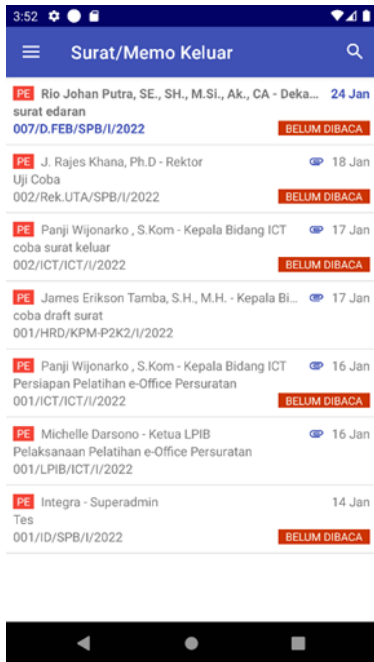 3:52
Surat/Memo Keluar
PE Rio Johan Putra, SE., SH., M.Si., Ak., CA - Deka... 24 Jan
surat edaran
007/D.FEB/SPB/I/2022 BELUM DIBACA
PE J. Rajes Khana, Ph.D - Rektor 18 Jan
Uji Coba
002/Rek.UTA/SPB/I/2022 BELUM DIBACA
PE Panji Wijonarko , S.Kom - Kepala Bidang ICT 17 Jan
coba surat keluar
002/ICT/ICT/I/2022 BELUM DIBACA
PE James Erikson Tamba, S.H., M.H. - Kepala Bi... 17 Jan
coba draft surat
001/HRD/KPM-P2K2/I/2022
PE Panji Wijonarko , S.Kom - Kepala Bidang ICT 16 Jan
Persiapan Pelatihan e-Office Persuratan
001/ICT/ICT/I/2022 BELUM DIBACA
PE Michelle Darsono - Ketua LPIB 16 Jan
Pelaksanaan Pelatihan e-Office Persuratan
001/LPIB/ICT/I/2022
PE Integra - Superadmin 14 Jan
Tes
001/ID/SPB/I/2022 BELUM DIBACA